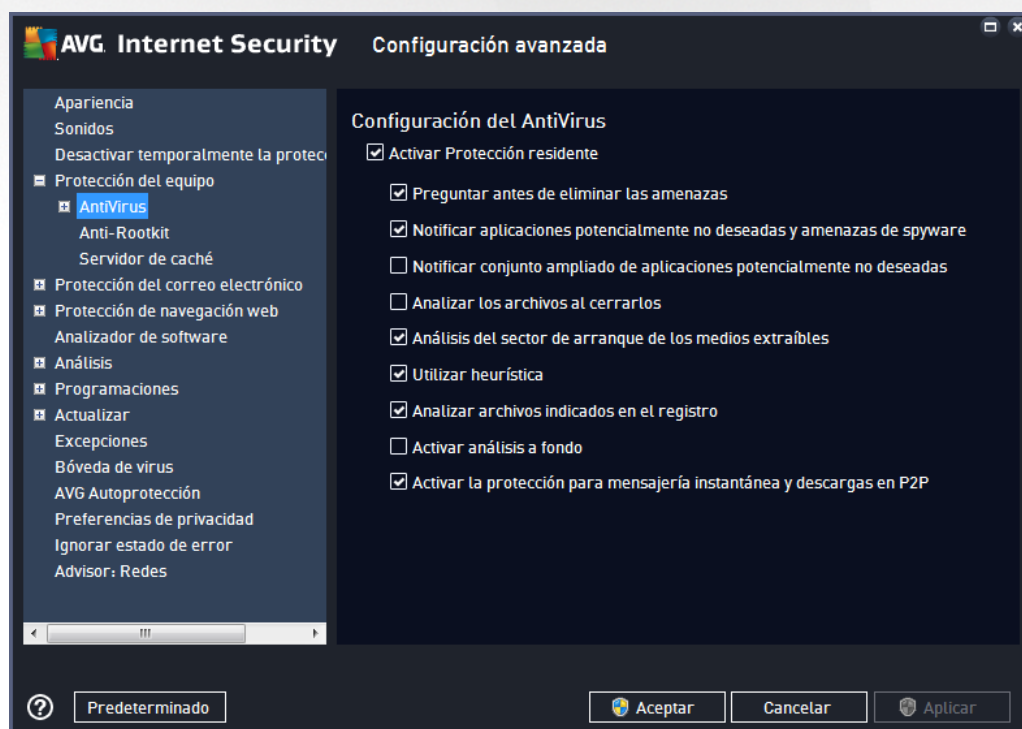 AVG. Internet Security Configuración avanzada
Apariencia
Sonidos
Desactivar temporalmente la protec
Protección del equipo
AntiVirus
Anti-Rootkit
Servidor de caché
Protección del correo electrónico
Protección de navegación web
Analizador de software
Análisis
Programaciones
Actualizar
Excepciones
Bóveda de virus
AVG Autoprotección
Preferencias de privacidad
Ignorar estado de error
Advisor: Redes
Configuración del AntiVirus
Activar Protección residente
Preguntar antes de eliminar las amenazas
Notificar aplicaciones potencialmente no deseadas y amenazas de spyware
Notificar conjunto ampliado de aplicaciones potencialmente no deseadas
Analizar los archivos al cerrarlos
Análisis del sector de arranque de los medios extraíbles
Utilizar heurística
Analizar archivos indicados en el registro
Activar análisis a fondo
Activar la protección para mensajería instantánea y descargas en P2P
? Predeterminado Aceptar Cancelar Aplicar